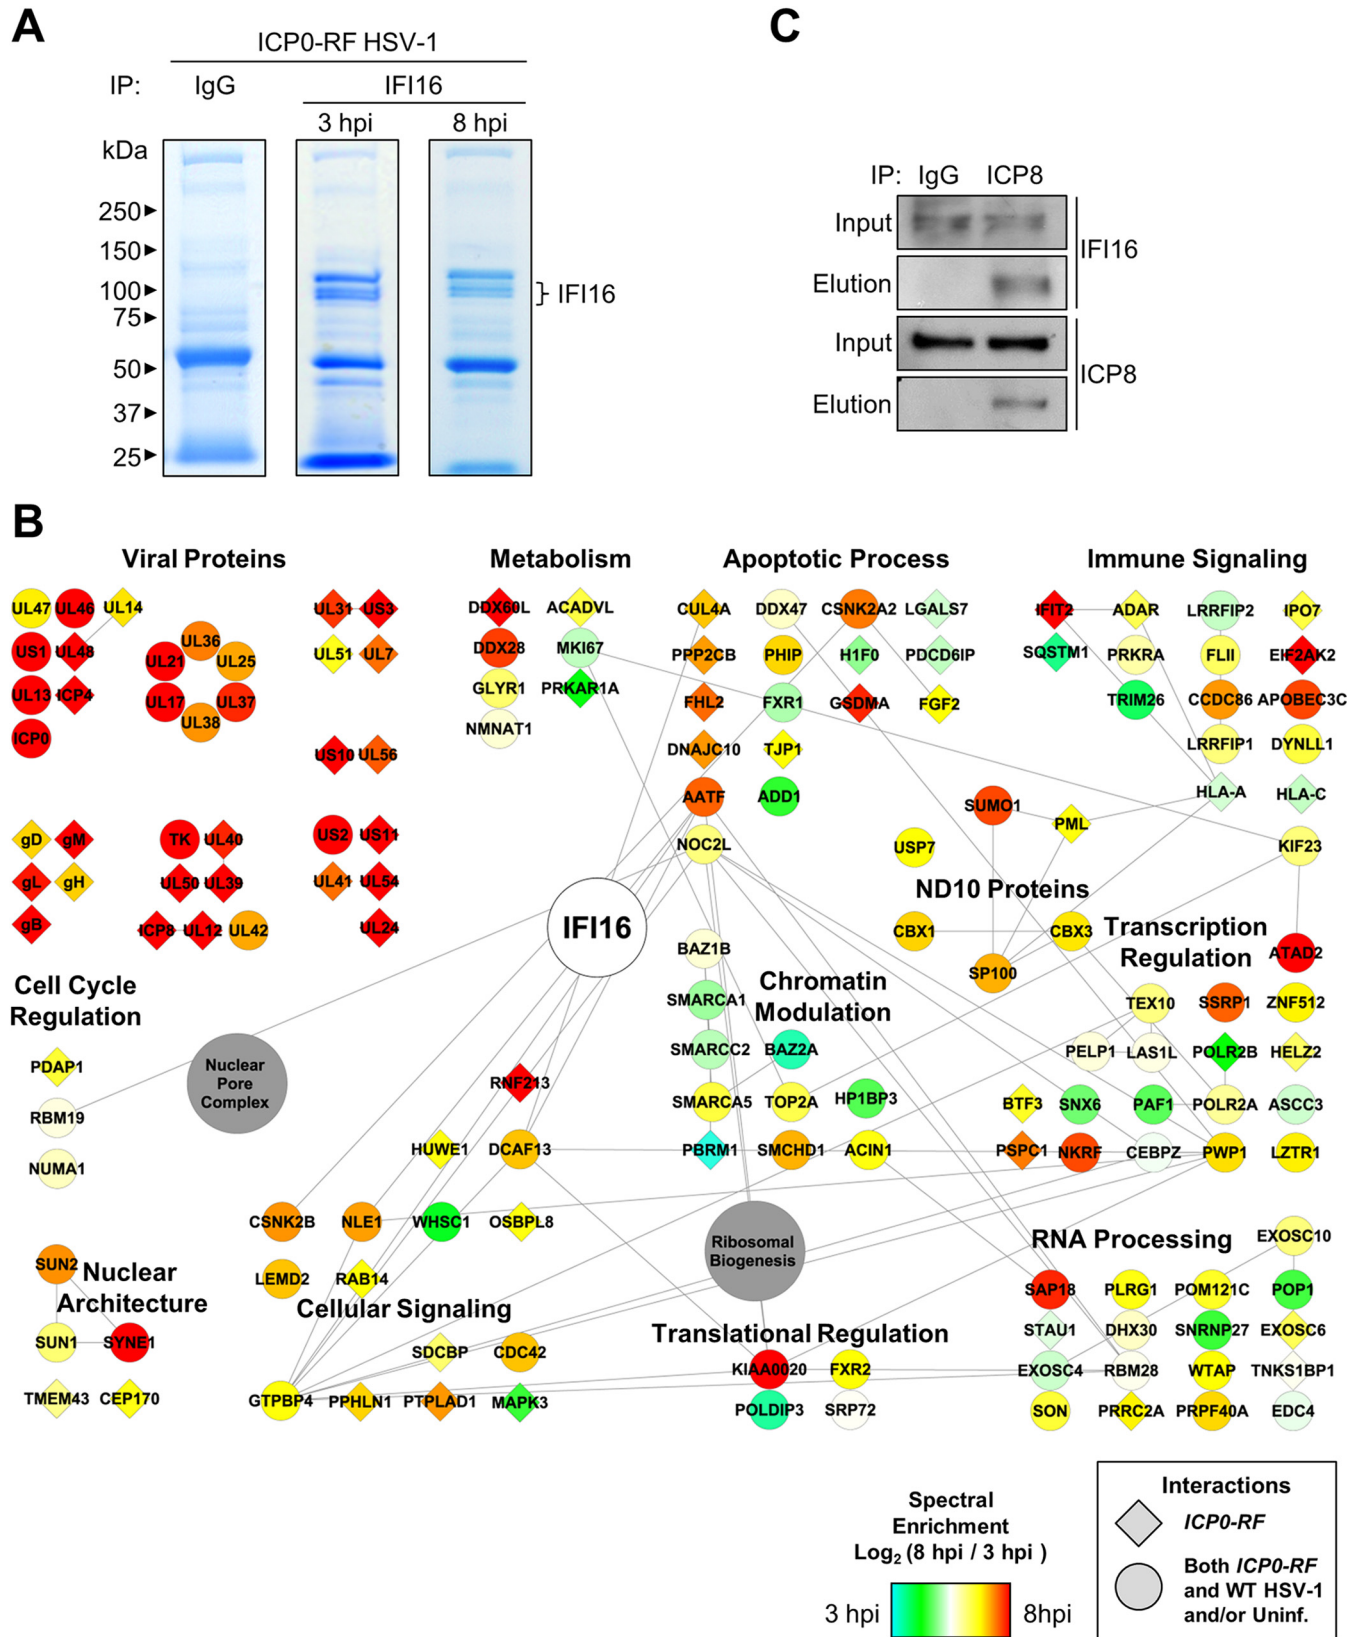 A
ICP0-RF HSV-1
IP: IgG IFI16
3 hpi 8 hpi
kDa
250
150
100
75
50
37
25
IFI16
C
IP: IgG ICP8
Input
Elution
IFI16
Input
Elution
ICP8
B
Viral Proteins
UL47 UL46 UL14
US1 UL48
UL13 ICP4
ICP0
UL36
UL21 UL25
UL17 UL37
UL38
UL31 US3
UL51 UL7
US10 UL56
gD gM
gL gH
gB
TK UL40
UL50 UL39
ICP8 UL12 UL42
US2 US11
UL41 UL54
UL24
Metabolism
DDX60L ACADVL
DDX28 MKI67
GLYR1 PRKAR1A
NMNAT1
Apoptotic Process
CUL4A DDX47 CSNK2A2 LGALS7
PPP2CB PHIP H1F0 PDCD6IP
FHL2 FXR1 GSDMA FGF2
DNAJC10 TJP1
AATF ADD1
NOC2L
Immune Signaling
IFIT2 ADAR LRRFIP2 IPO7
SQSTM1 PRKRA FLII EIF2AK2
TRIM26 CCDC86 APOBEC3C
LRRFIP1 DYNLL1
HLA-A HLA-C
KIF23
ATAD2
SUMO1 PML
USP7
ND10 Proteins
CBX1 CBX3
SP100
IFI16
Cell Cycle
Regulation
PDAP1
RBM19
NUMA1
Nuclear
Pore
Complex
Chromatin
Modulation
BAZ1B
SMARCA1
SMARCC2 BAZ2A
SMARCA5 TOP2A HP1BP3
PBRM1 SMCHD1 ACIN1
Transcription
Regulation
TEX10 SSRP1 ZNF512
PELP1 LAS1L POLR2B HELZ2
BTF3 SNX6 PAF1 POLR2A ASCC3
PSPC1 NKRF CEBPZ PWP1 LZTR1
RNF213
HUWE1 DCAF13
CSNK2B NLE1 WHSC1 OSBPL8
LEMD2 RAB14
Cellular Signaling
SDCBP CDC42
GTPBP4 PPHLN1 PTPLAD1 MAPK3
Nuclear
Architecture
SUN2
SUN1 SYNE1
TMEM43 CEP170
Ribosomal
Biogenesis
Translational Regulation
KIAA0020 FXR2
POLDIP3 SRP72
RNA Processing
EXOSC10
SAP18 PLRG1 POM121C POP1
STAU1 DHX30 SNRNP27 EXOSC6
EXOSC4 RBM28 WTAP TNKS1BP1
SON PRRC2A PRPF40A EDC4
Spectral
Enrichment
Log2 (8 hpi / 3 hpi )
3 hpi 8hpi
Interactions
ICP0-RF
Both ICP0-RF
and WT HSV-1
and/or Uninf.